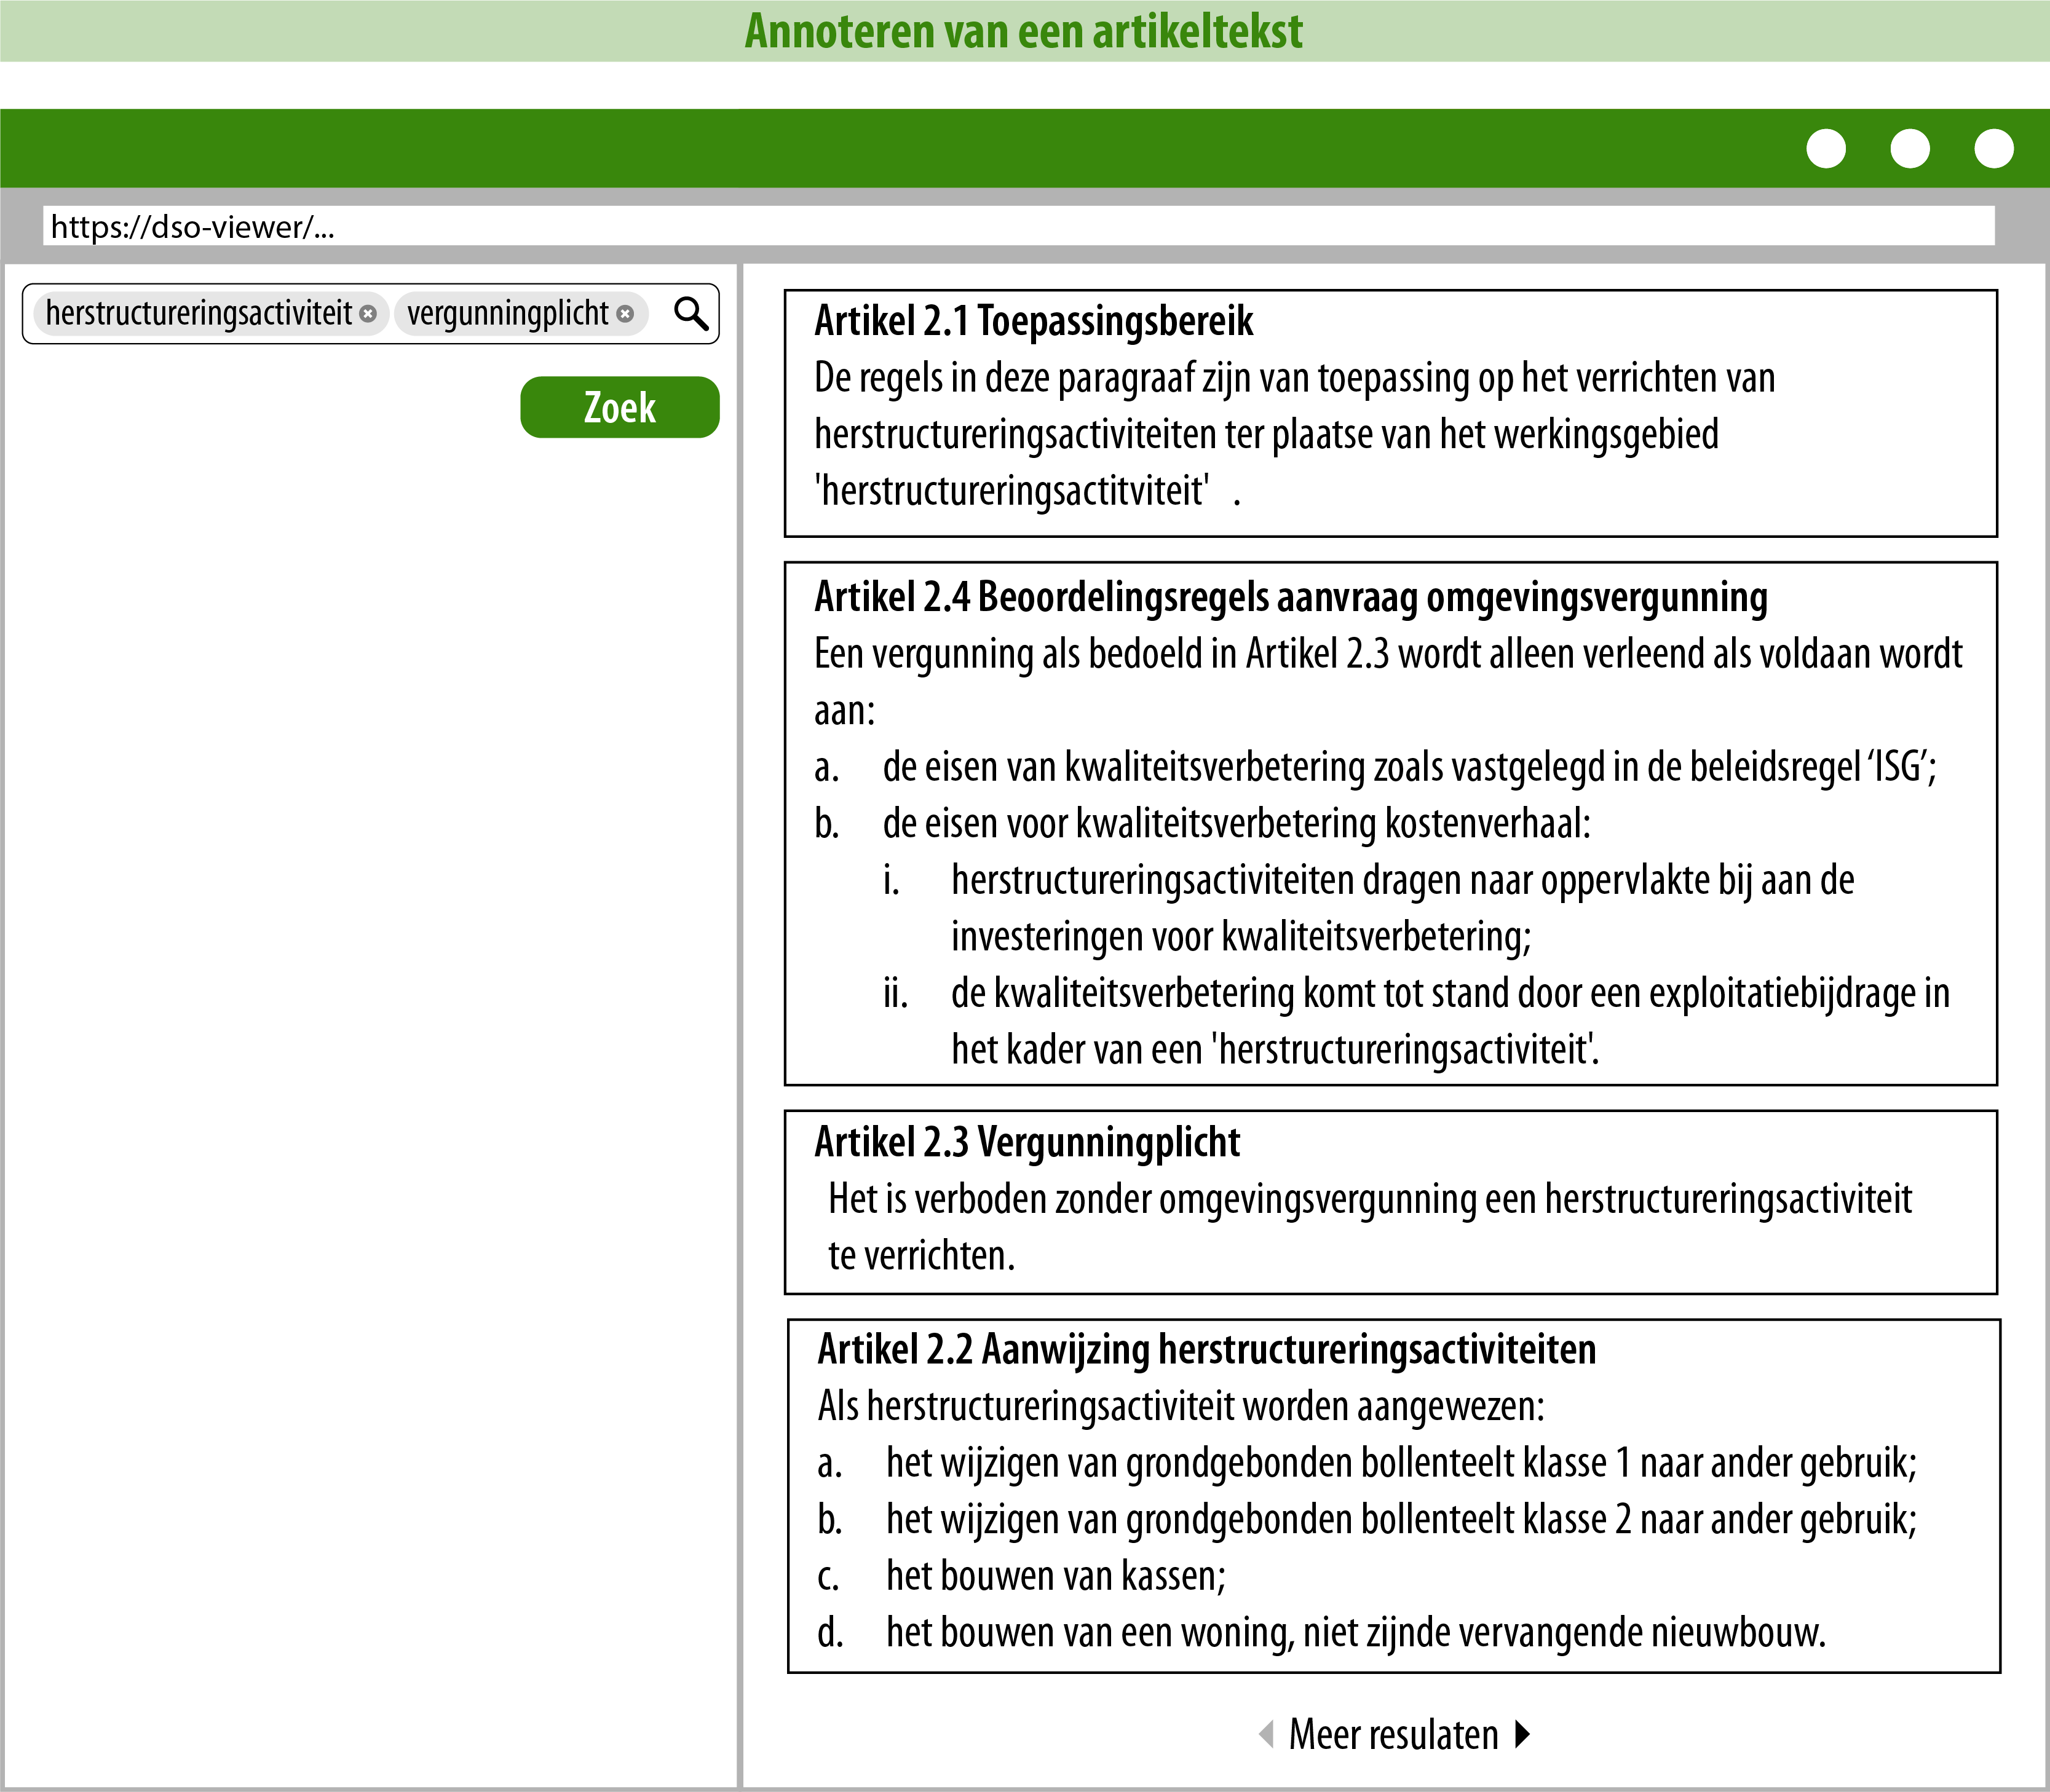 Annoteren van een artikeltekst
https://dso-viewer/...
herstructureringsactiviteit vergunningplicht
Zoek
Artikel 2.1 Toepassingsbereik
De regels in deze paragraaf zijn van toepassing op het verrichten van
herstructureringsactiviteiten ter plaatse van het werkingsgebied
'herstructureringsactitviteit' .
Artikel 2.4 Beoordelingsregels aanvraag omgevingsvergunning
Een vergunning als bedoeld in Artikel 2.3 wordt alleen verleend als voldaan wordt
aan:
a. de eisen van kwaliteitsverbetering zoals vastgelegd in de beleidsregel ‘ISG’;
b. de eisen voor kwaliteitsverbetering kostenverhaal:
i. herstructureringsactiviteiten dragen naar oppervlakte bij aan de
investeringen voor kwaliteitsverbetering;
ii. de kwaliteitsverbetering komt tot stand door een exploitatiebijdrage in
het kader van een 'herstructureringsactiviteit'.
Artikel 2.3 Vergunningplicht
Het is verboden zonder omgevingsvergunning een herstructureringsactiviteit
te verrichten.
Artikel 2.2 Aanwijzing herstructureringsactiviteiten
Als herstructureringsactiviteit worden aangewezen:
a. het wijzigen van grondgebonden bollenteelt klasse 1 naar ander gebruik;
b. het wijzigen van grondgebonden bollenteelt klasse 2 naar ander gebruik;
c. het bouwen van kassen;
d. het bouwen van een woning, niet zijnde vervangende nieuwbouw.
Meer resulaten